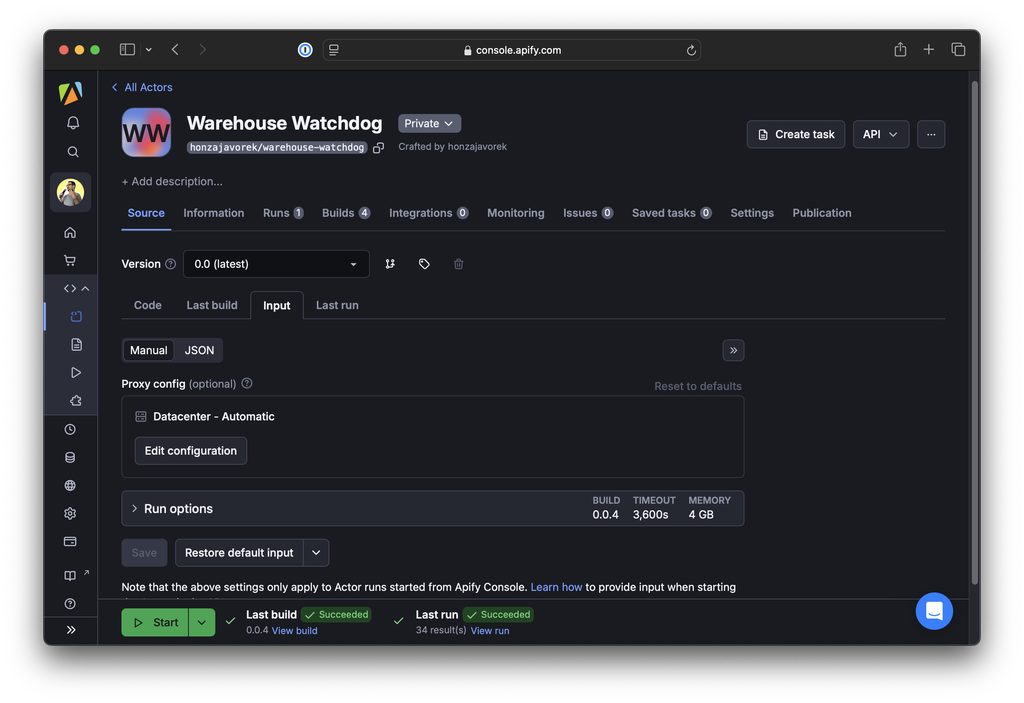 console.apify.com
All Actors
WW
Warehouse Watchdog
Private
honzajavorek/warehouse-watchdog
Crafted by honzajavorek
Create task
API
+ Add description...
Source
Information
Runs 1
Builds 4
Integrations 0
Monitoring
Issues 0
Saved tasks 0
Settings
Publication
Version
0.0 (latest)
Code
Last build
Input
Last run
Manual
JSON
Proxy config (optional)
Reset to defaults
Datacenter - Automatic
Edit configuration
Run options
BUILD
0.0.4
TIMEOUT
3,600s
MEMORY
4 GB
Save
Restore default input
Note that the above settings only apply to Actor runs started from Apify Console. Learn how to provide input when starting
Start
Last build
Succeeded
0.0.4 View build
Last run
Succeeded
34 result(s) View run